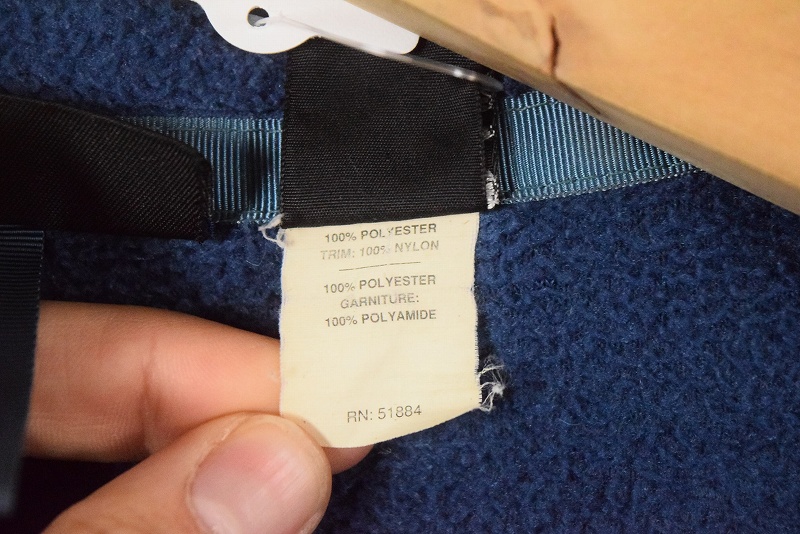 100% POLYESTER
TRIM: 100% NYLON
100% POLYESTER
GARNITURE:
100% POLYAMIDE
RN: 51884